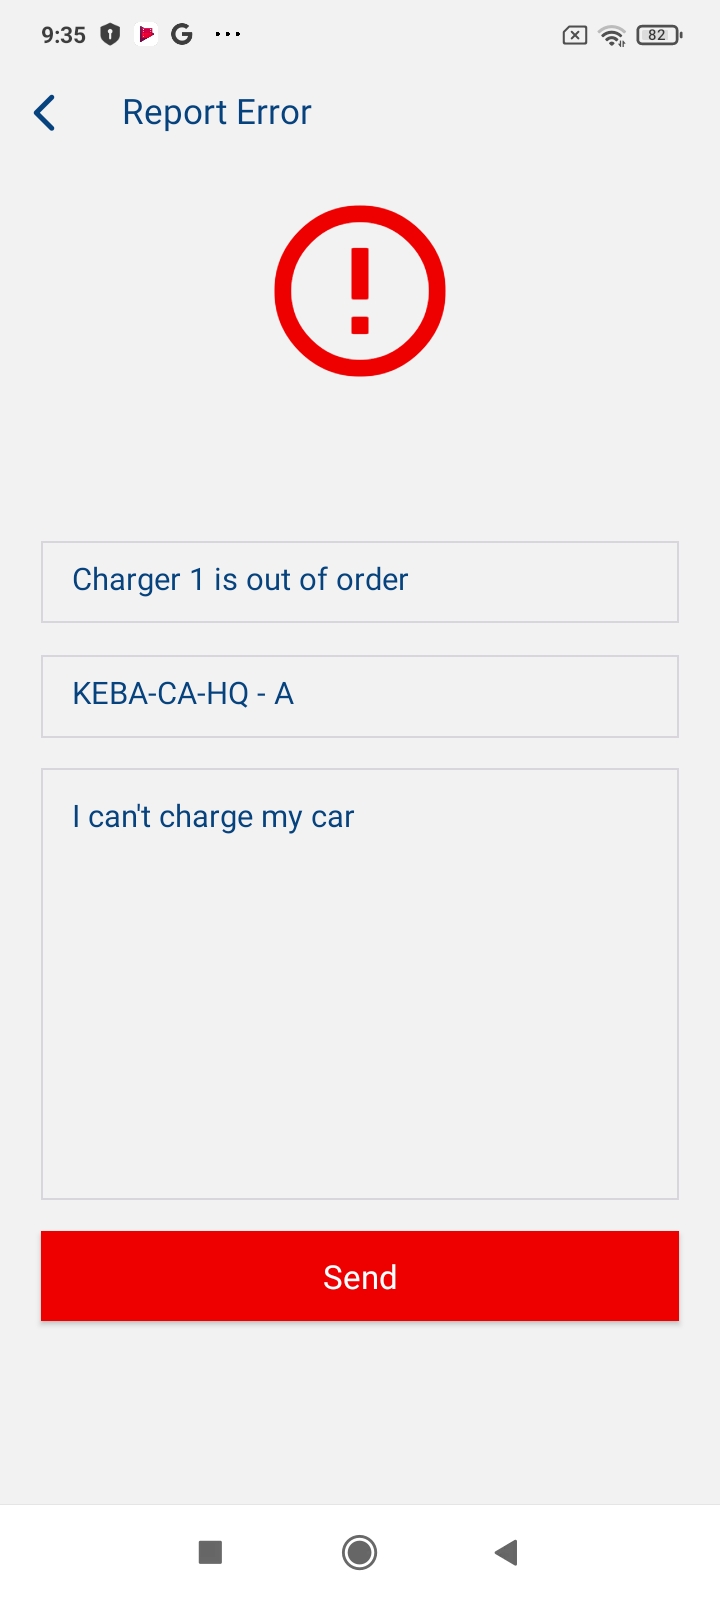 9:35
82
Report Error
Charger 1 is out of order
KEBA-CA-HQ - A
I can't charge my car
Send